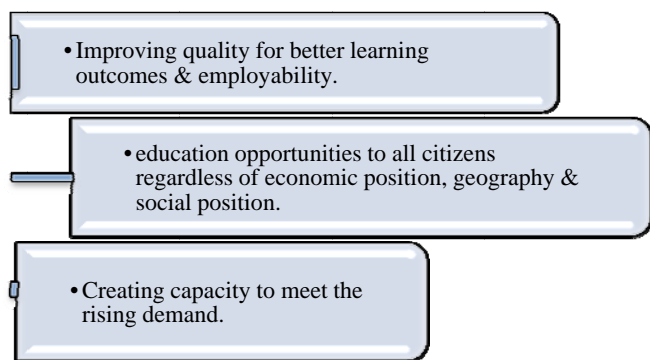 •Improving quality for better learning
outcomes & employability.
•education opportunities to all citizens
regardless of economic position, geography &
social position.
•Creating capacity to meet the
rising demand.